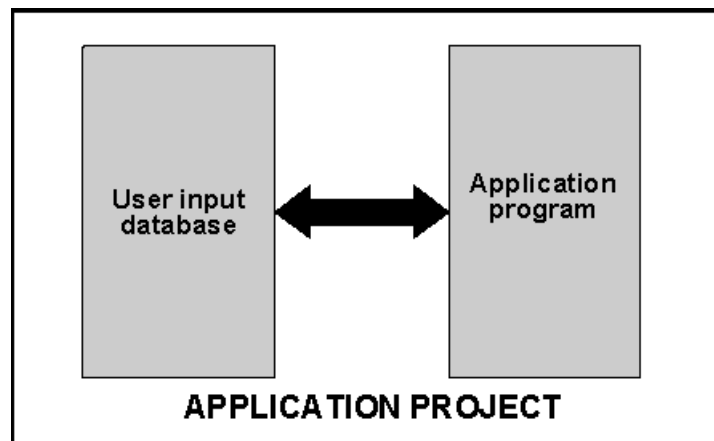 User input
database
Application
program
APPLICATION PROJECT